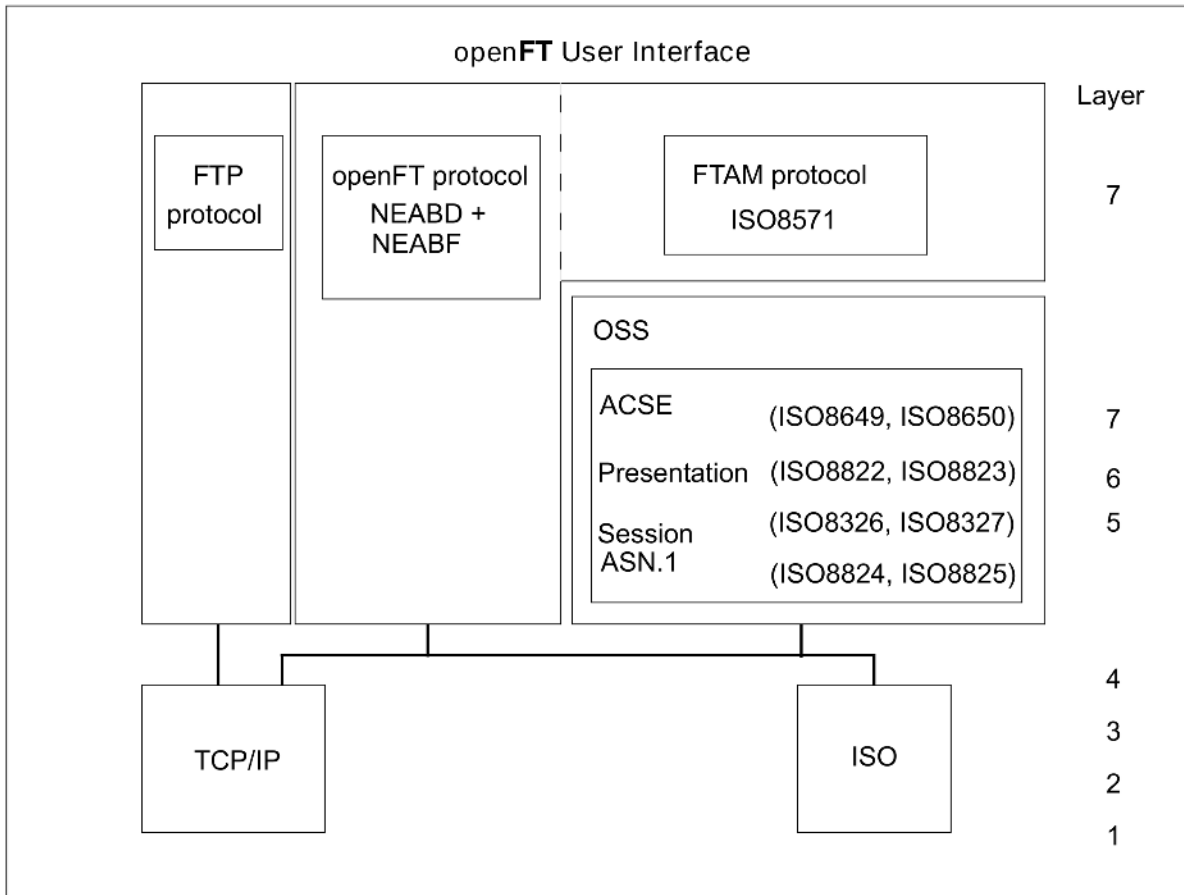 openFT User Interface
Layer
FTP
protocol
openFT protocol
NEABD +
NEABF
FTAM protocol
ISO8571
7
OSS
ACSE
(ISO8649, ISO8650)
7
Presentation
(ISO8822, ISO8823)
6
Session
(ISO8326, ISO8327)
5
ASN.1
(ISO8824, ISO8825)
4
3
TCP/IP
ISO
2
1